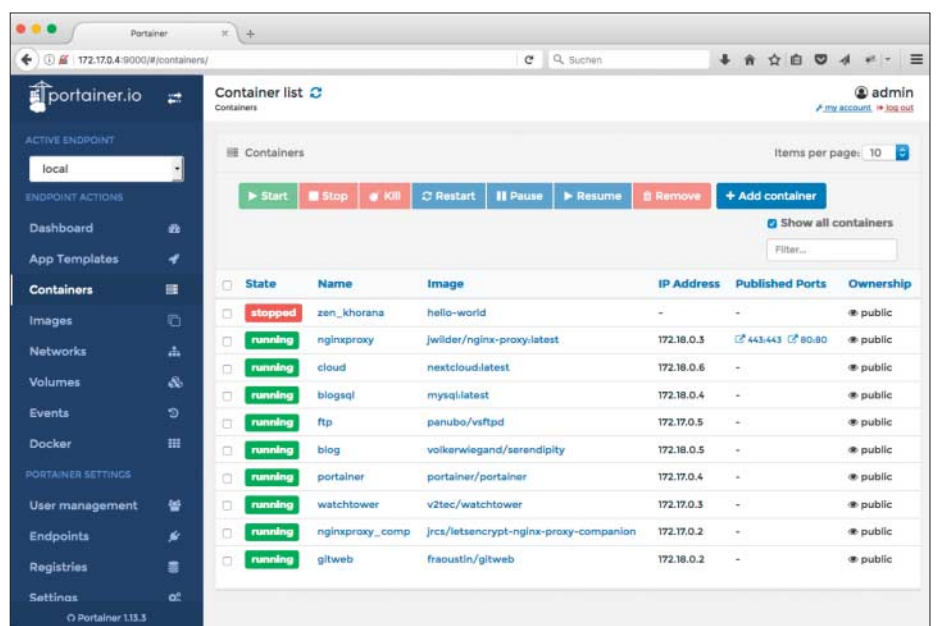 Portainer
172.17.0.4:9000/#/containers/
Suchen
portainer.io
ACTIVE ENDPOINT
local
ENDPOINT ACTIONS
Dashboard
App Templates
Containers
Images
Networks
Volumes
Events
Docker
PORTAINER SETTINGS
User management
Endpoints
Registries
Settings
Portainer 1.13.3
Container list
Containers
admin
my account log out
Containers
Items per page: 10
Start Stop Kill Restart Pause Resume Remove + Add container
Show all containers
Filter...
State Name Image IP Address Published Ports Ownership
stopped zen_khorana hello-world - - public
running nginxproxy jwilder/nginx-proxy:latest 172.18.0.3 443:443 80:80 public
running cloud nextcloud:latest 172.18.0.6 - public
running blogsql mysql:latest 172.18.0.4 - public
running ftp panubo/vsftpd 172.17.0.5 - public
running blog volkerwiegand/serendipity 172.18.0.5 - public
running portainer portainer/portainer 172.17.0.4 - public
running watchtower v2tec/watchtower 172.17.0.3 - public
running nginxproxy_comp jrcs/letsencrypt-nginx-proxy-companion 172.17.0.2 - public
running gitweb fraoustin/gitweb 172.18.0.2 - public